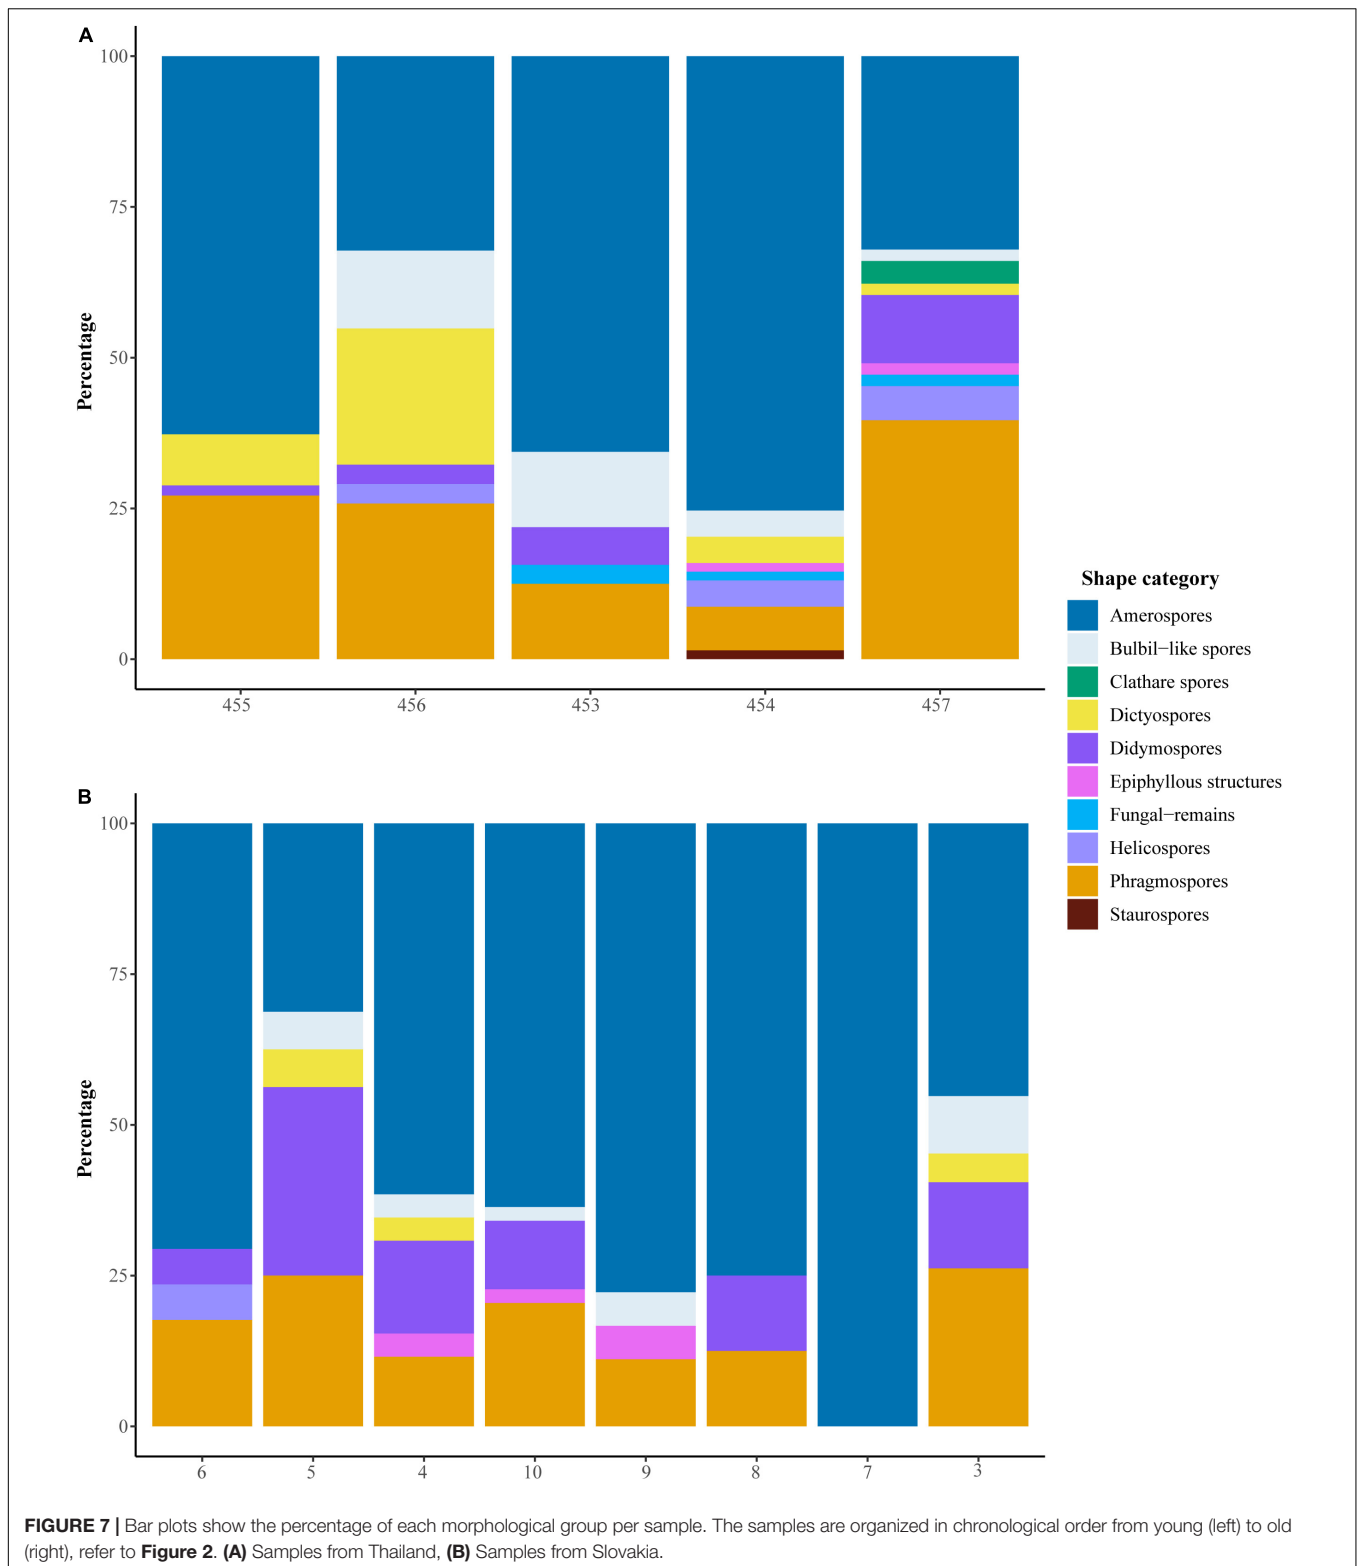 A
100
75
50
25
0
Percentage
455 456 453 454 457
Shape category
Amerospores
Bulbil−like spores
Clathare spores
Dictyospores
Didymospores
Epiphyllous structures
Fungal−remains
Helicospores
Phragmospores
Staurospores
B
100
75
50
25
0
Percentage
6 5 4 10 9 8 7 3
FIGURE 7 | Bar plots show the percentage of each morphological group per sample. The samples are organized in chronological order from young (left) to old
(right), refer to Figure 2. (A) Samples from Thailand, (B) Samples from Slovakia.